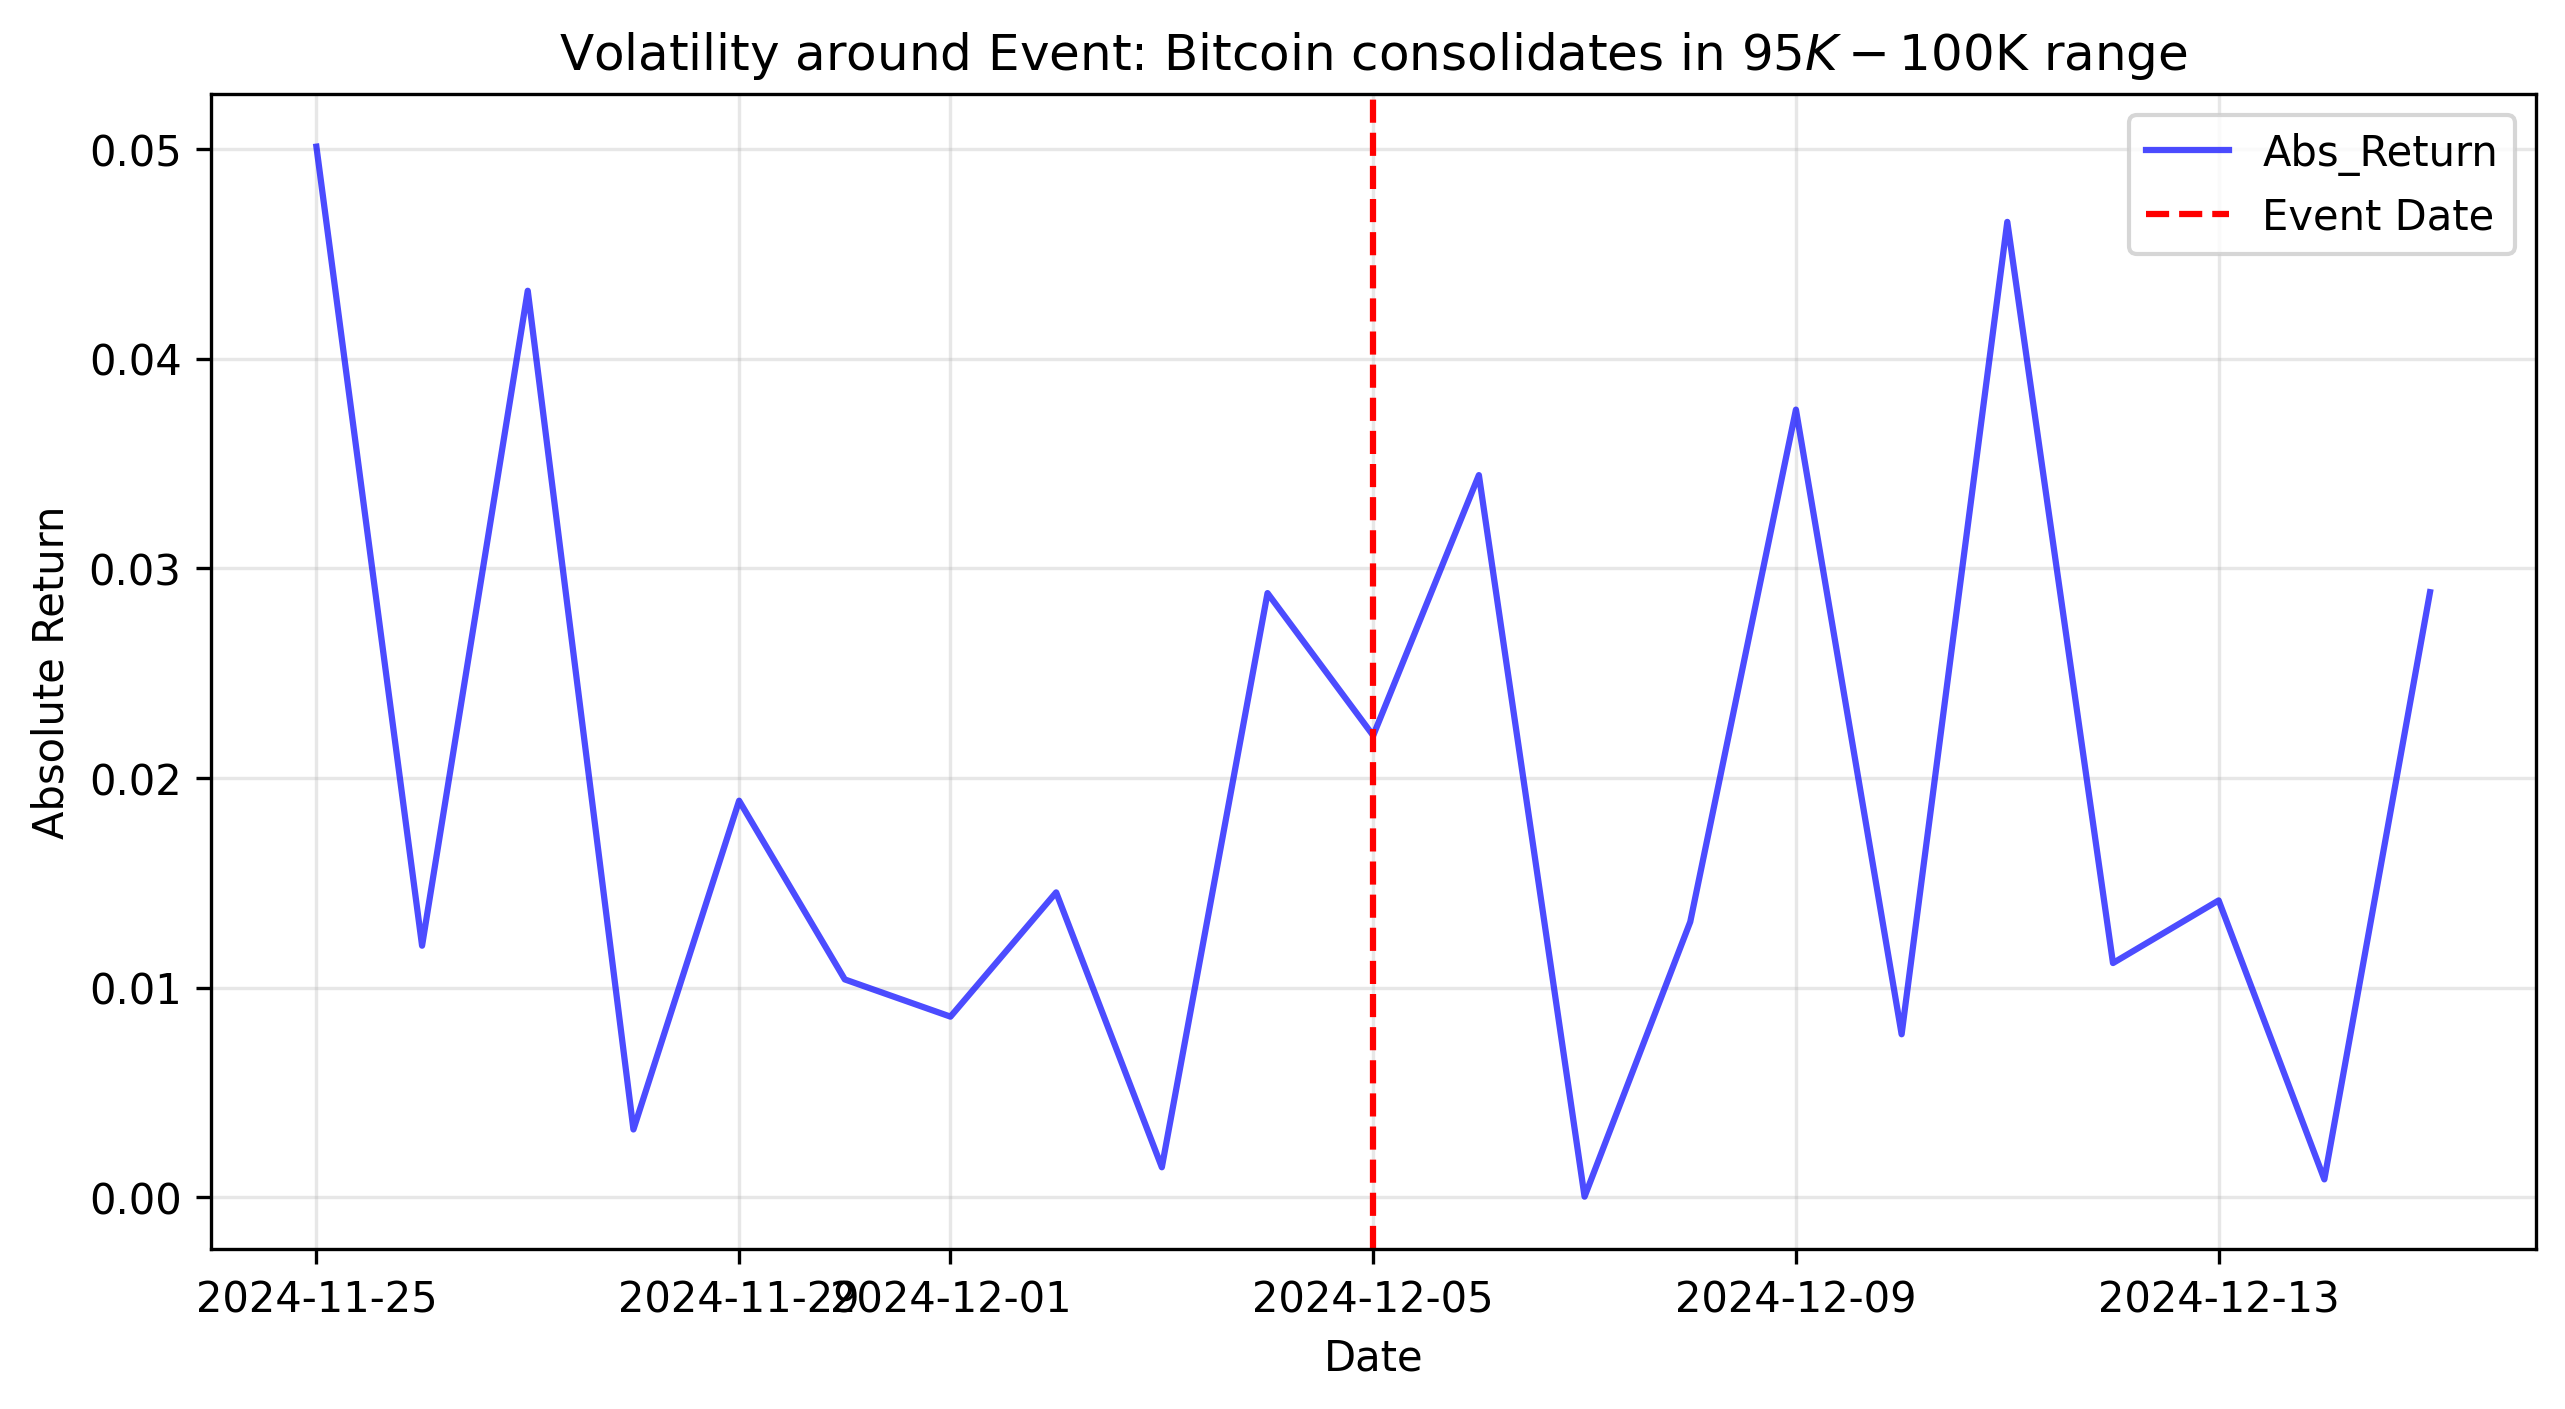 Volatility around Event: Bitcoin consolidates in 95K − 100K range
Abs_Return
Event Date
0.05
0.04
0.03
0.02
0.01
0.00
Absolute Return
2024-11-25
2024-11-29
2024-12-01
2024-12-05
2024-12-09
2024-12-13
Date